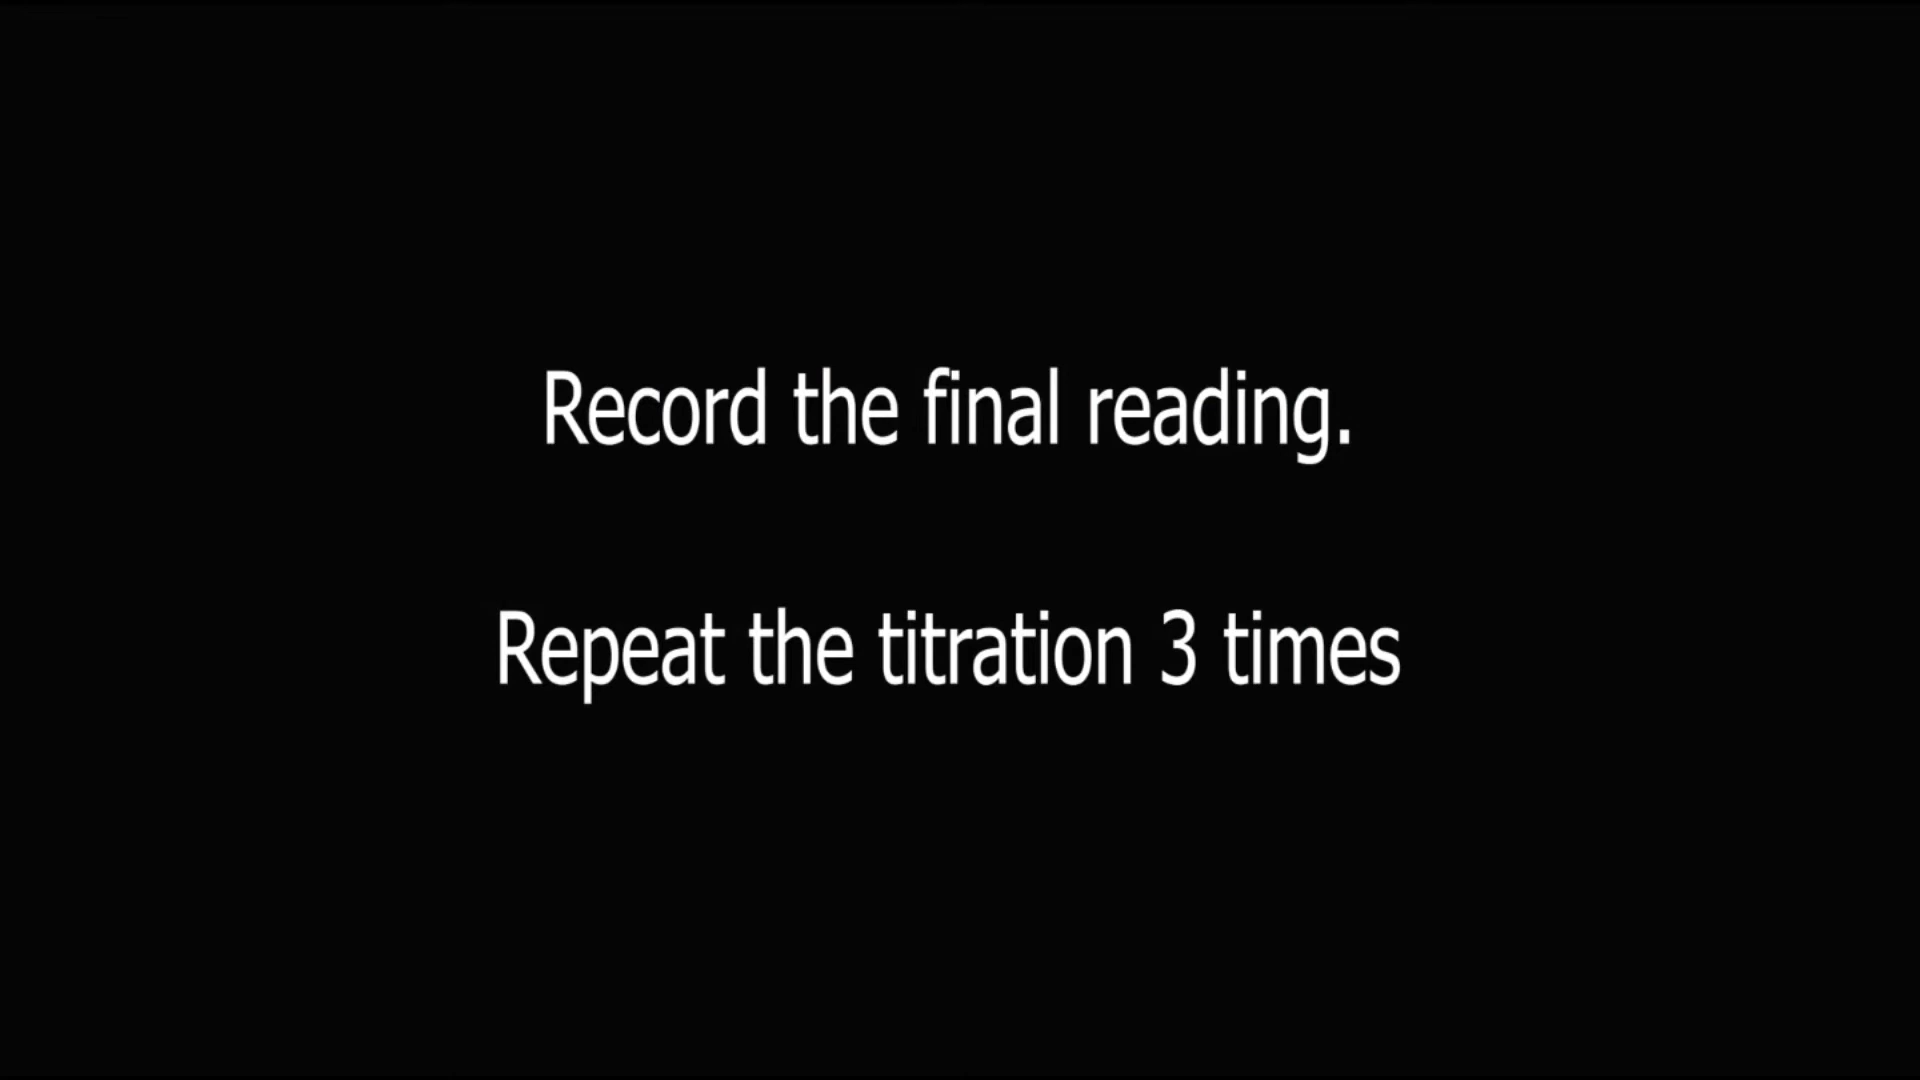 Record the final reading.
Repeat the titration 3 times